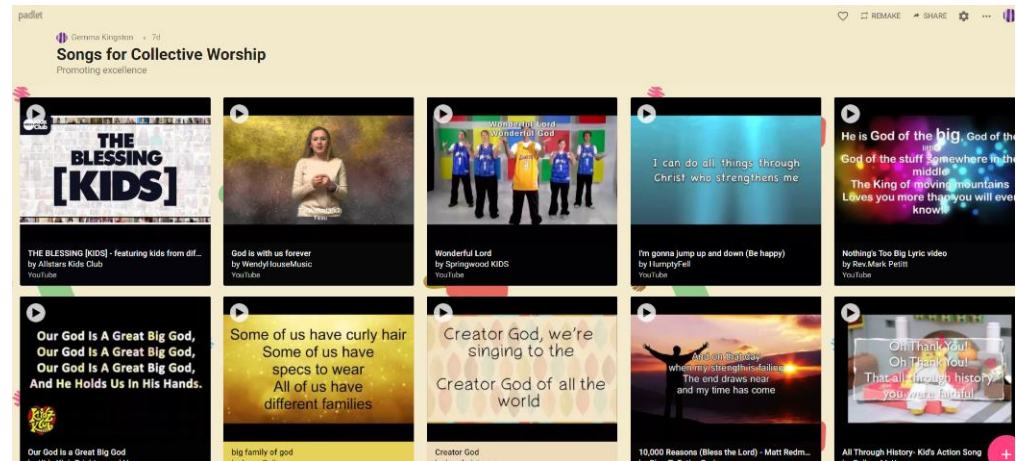 padlet
REMAKE
SHARE
Gemma Kingston • 7d
Songs for Collective Worship
Promoting excellence
Club
THE
BLESSING
[KIDS]
THE BLESSING [KIDS] - featuring kids from dif...
by Allstars Kids Club
YouTube
God is with us forever
by WendyHouseMusic
YouTube
Wonderful Lord
Wonderful God
Wonderful Lord
by Springwood KIDS
YouTube
I can do all things through
Christ who strengthens me
I'm gonna jump up and down (Be happy)
by HumptyFell
YouTube
He is God of the big, God of the
little
God of the stuff somewhere in the
middle
The King of moving mountains
Loves you more than you will ever
know!
Nothing's Too Big Lyric video
by Rev.Mark Petitt
YouTube
Our God Is A Great Big God,
Our God Is A Great Big God,
Our God Is A Great Big God,
And He Holds Us In His Hands.
Our God is a Great Big God
Some of us have curly hair
Some of us have
specs to wear
All of us have
different families
big family of god
Creator God, we're
singing to the
Creator God of all the
world
Creator God
And on that day
when my strength is failing
The end draws near
and my time has come
10,000 Reasons (Bless the Lord) - Matt Redm...
Oh Thank You!
Oh Thank You!
That all through history
you were faithful!
All Through History- Kid's Action Song